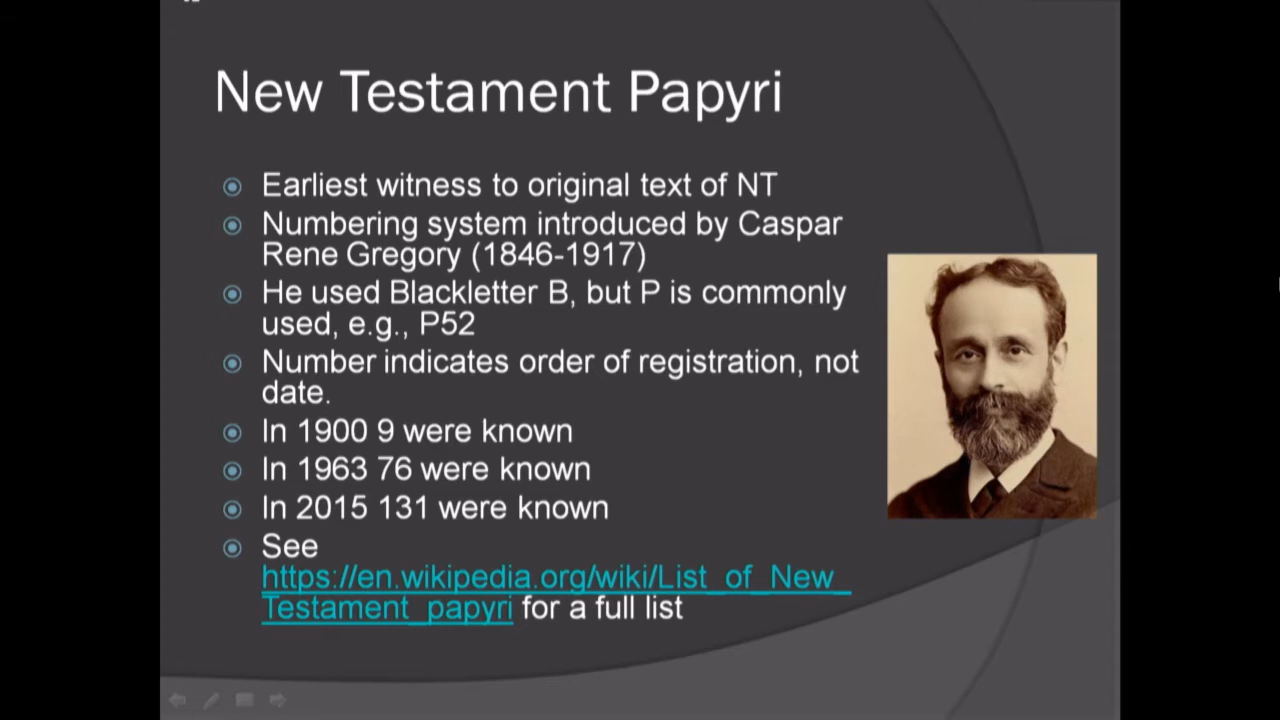 New Testament Papyri
Earliest witness to original text of NT
Numbering system introduced by Caspar
Rene Gregory (1846-1917)
He used Blackletter B, but P is commonly
used, e.g., P52
Number indicates order of registration, not
date.
In 1900 9 were known
In 1963 76 were known
In 2015 131 were known
See
https://en.wikipedia.org/wiki/List_of_New_
Testament_papyri for a full list